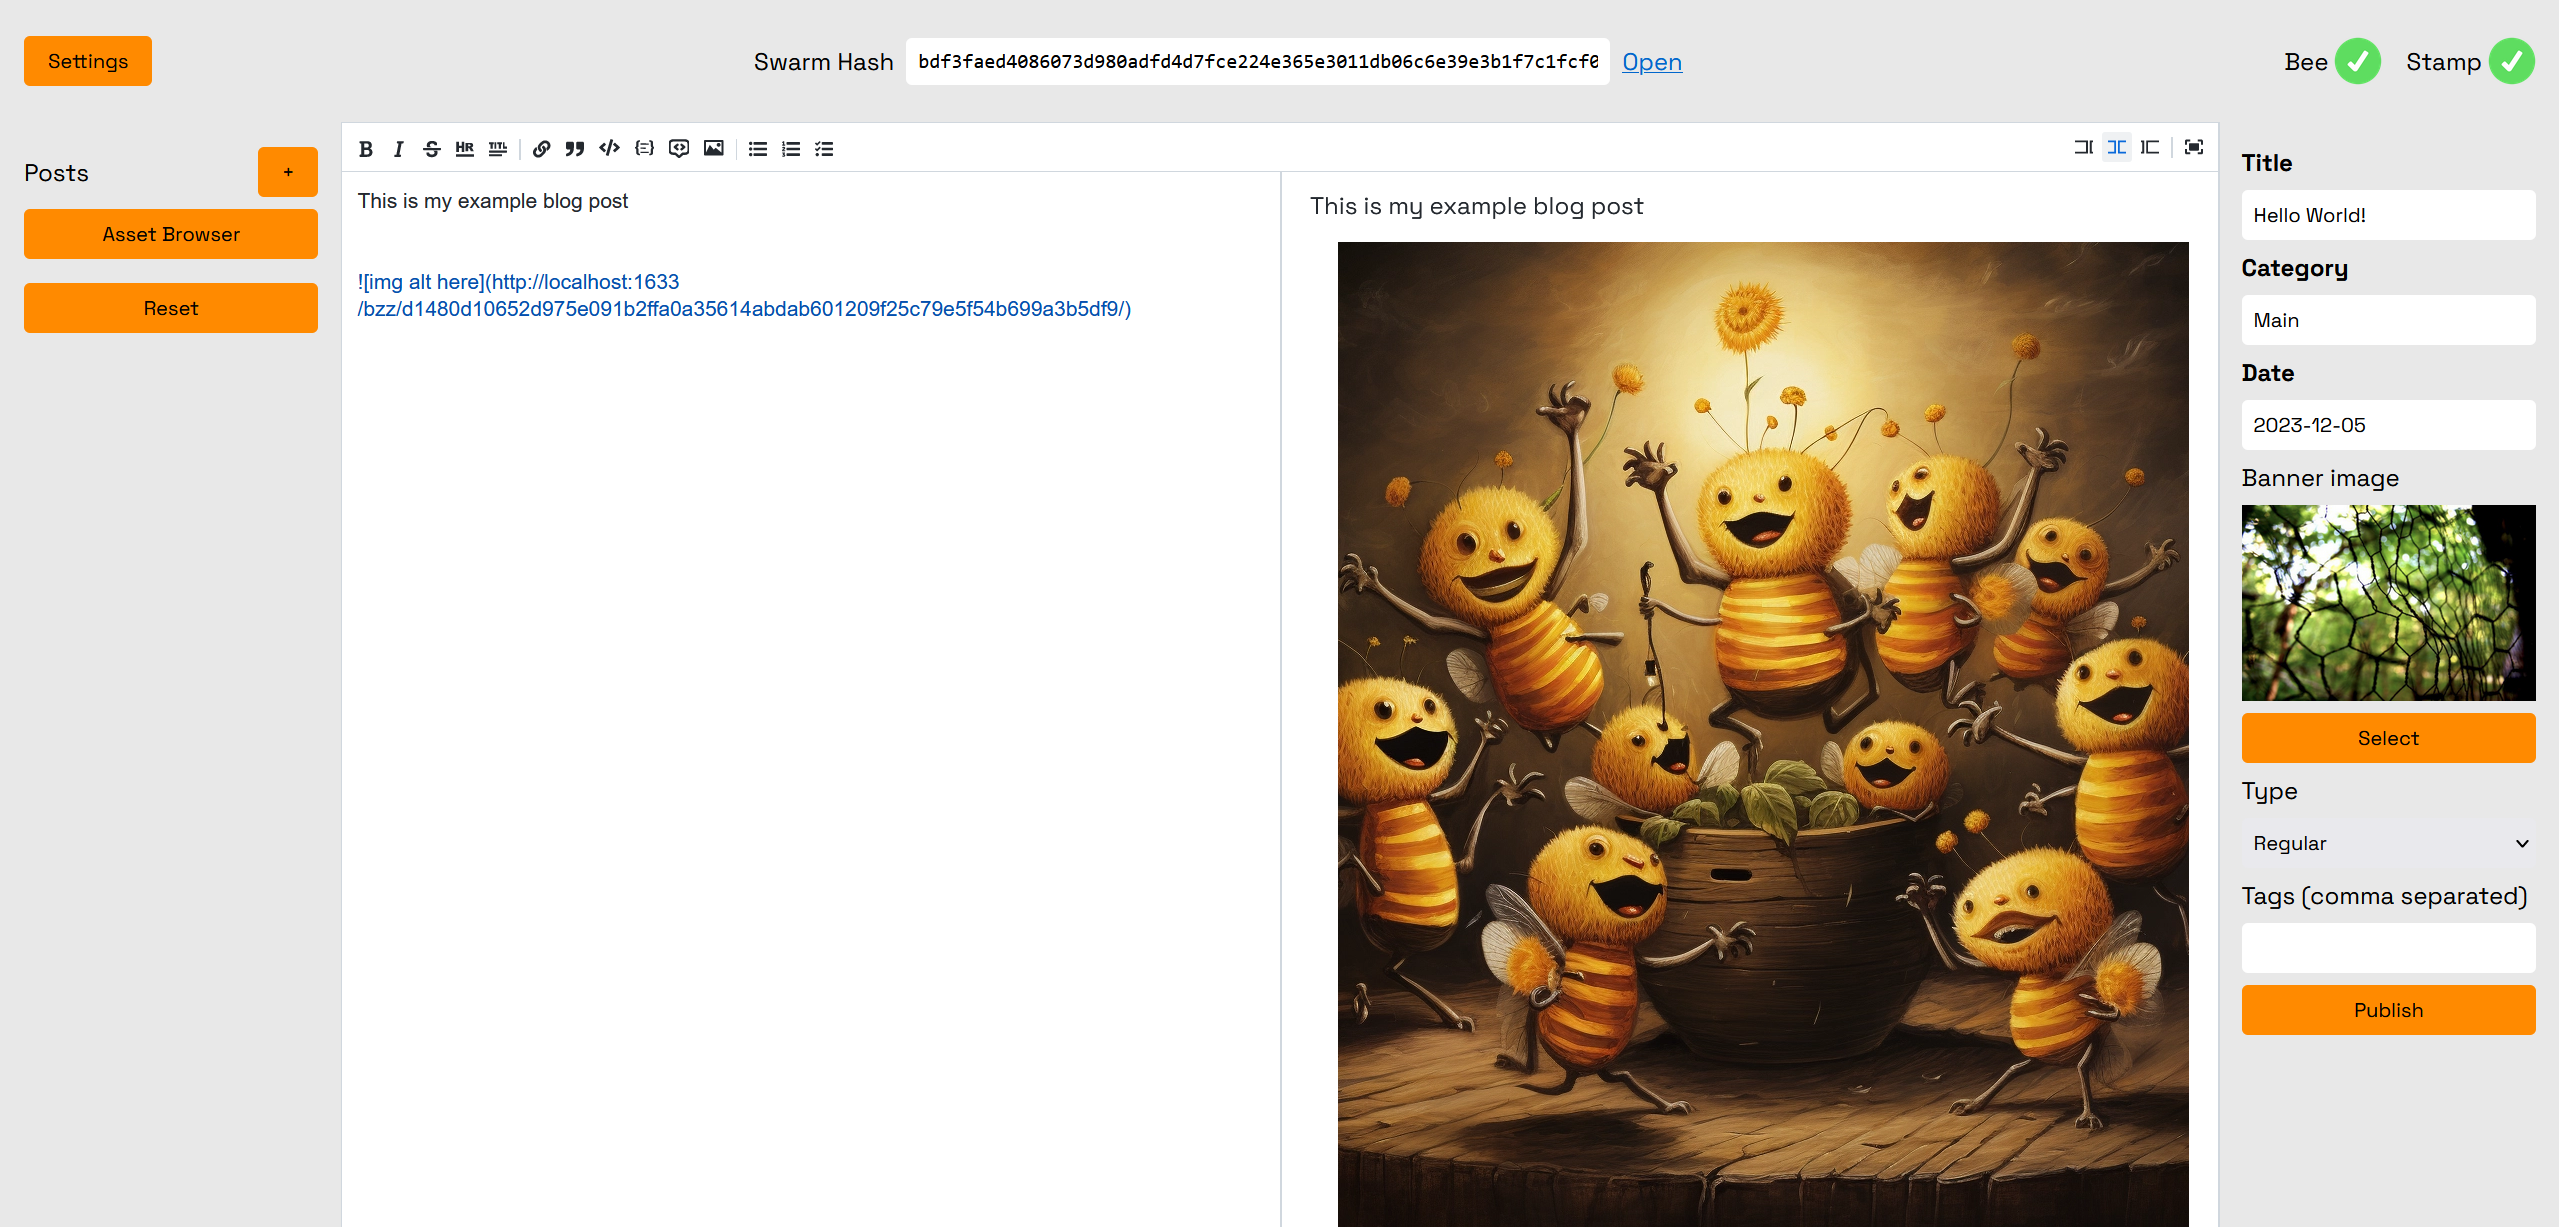 Settings
Swarm Hash
bdf3faed4086073d980adfd4d7fce224e365e3011db06c6e39e3b1f7c1fcf0
Open
Bee
Stamp
Posts
+
Asset Browser
Reset
B I S HR TITL
This is my example blog post
![img alt here](http://localhost:1633
/bzz/d1480d10652d975e091b2ffa0a35614abdab601209f25c79e5f54b699a3b5df9/)
This is my example blog post
Title
Hello World!
Category
Main
Date
2023-12-05
Banner image
Select
Type
Regular
Tags (comma separated)
Publish